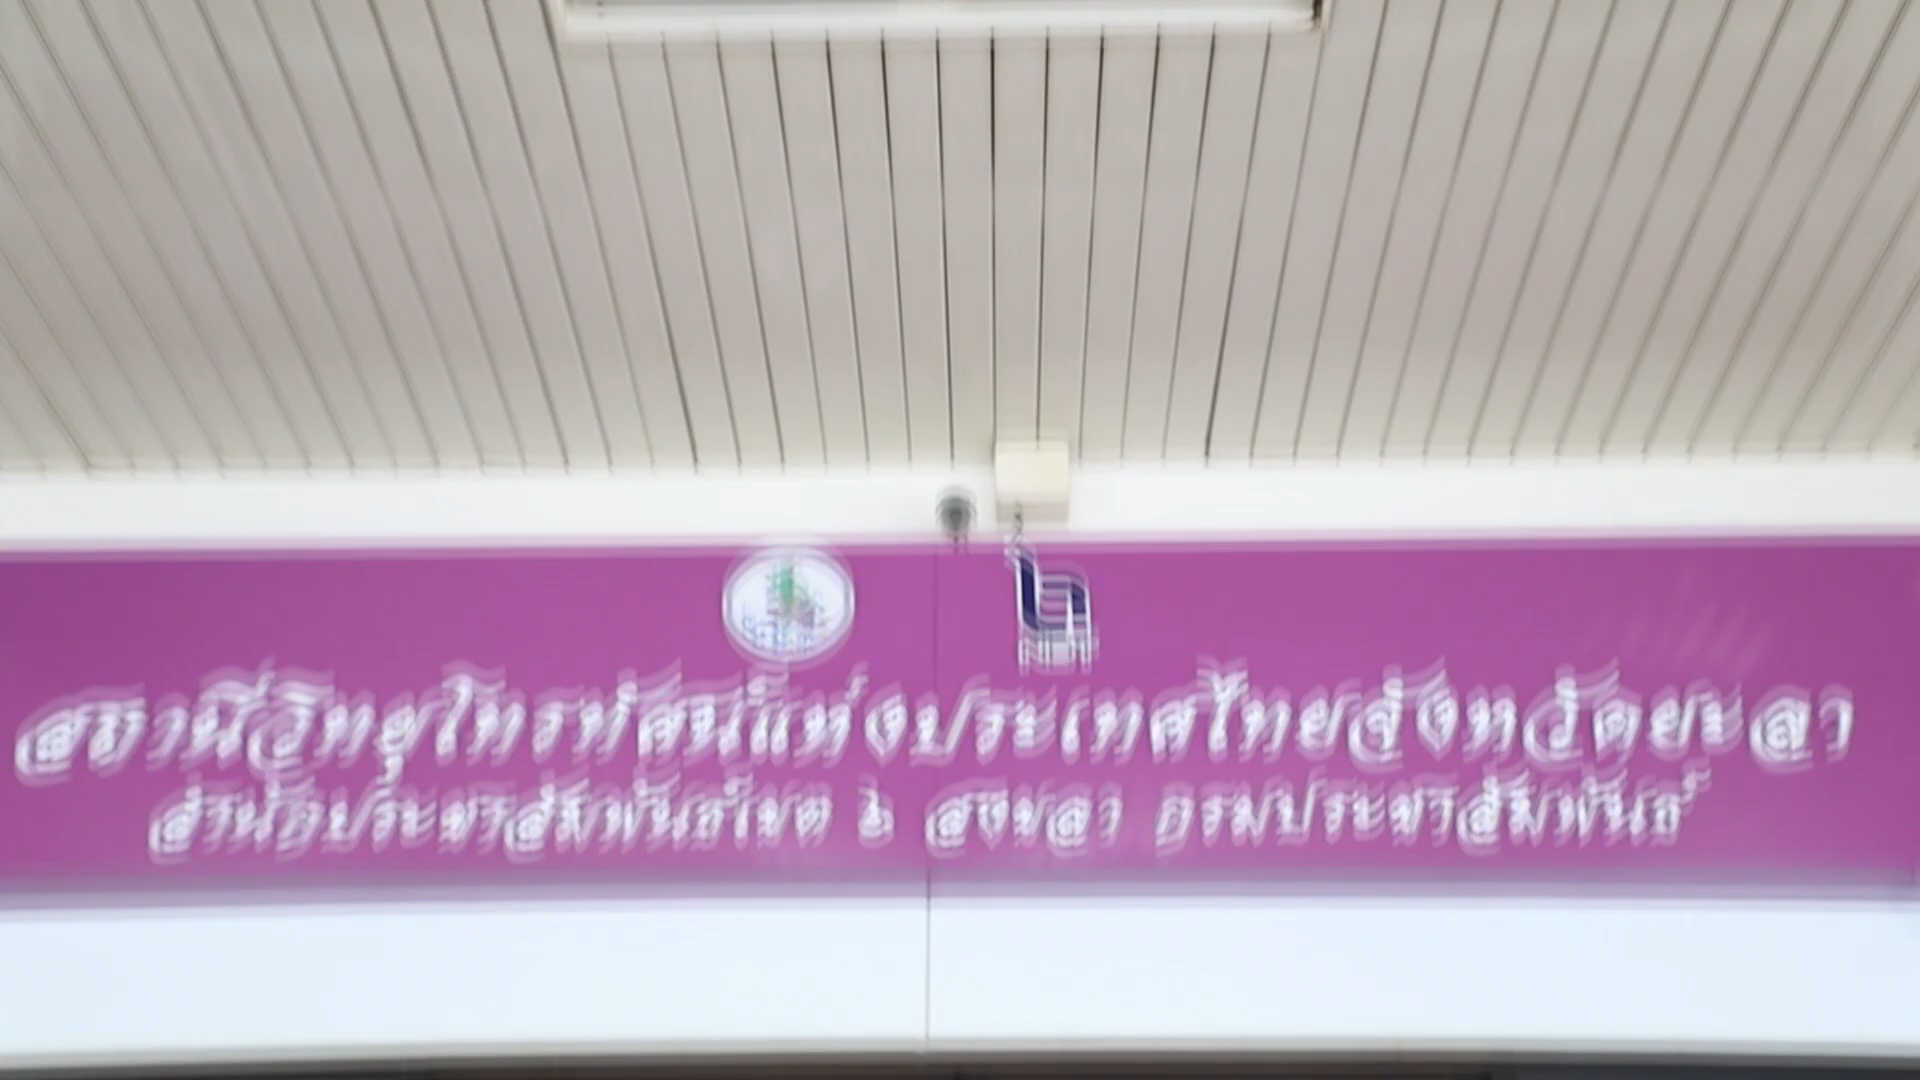 สถานีวิทยุโทรทัศน์แห่งประเทศไทยจังหวัดยะลา
สำนักประชาสัมพันธ์เขต ๖ สงขลา กรมประชาสัมพันธ์